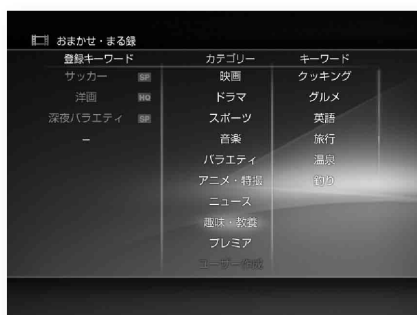 おまかせ・まる録
登録キーワード カテゴリー キーワード
サッカー SP 映画 クッキング
洋画 HQ ドラマ グルメ
深夜バラエティ SP スポーツ 英語
– 音楽 旅行
バラエティ 温泉
アニメ・特撮 釣り
ニュース
趣味・教養
プレミア
ユーザー作成